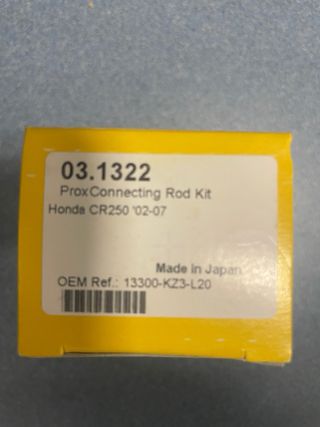 03.1322
ProxConnecting Rod Kit
Honda CR250 '02-07
Made in Japan
OEM Ref.: 13300-KZ3-L20